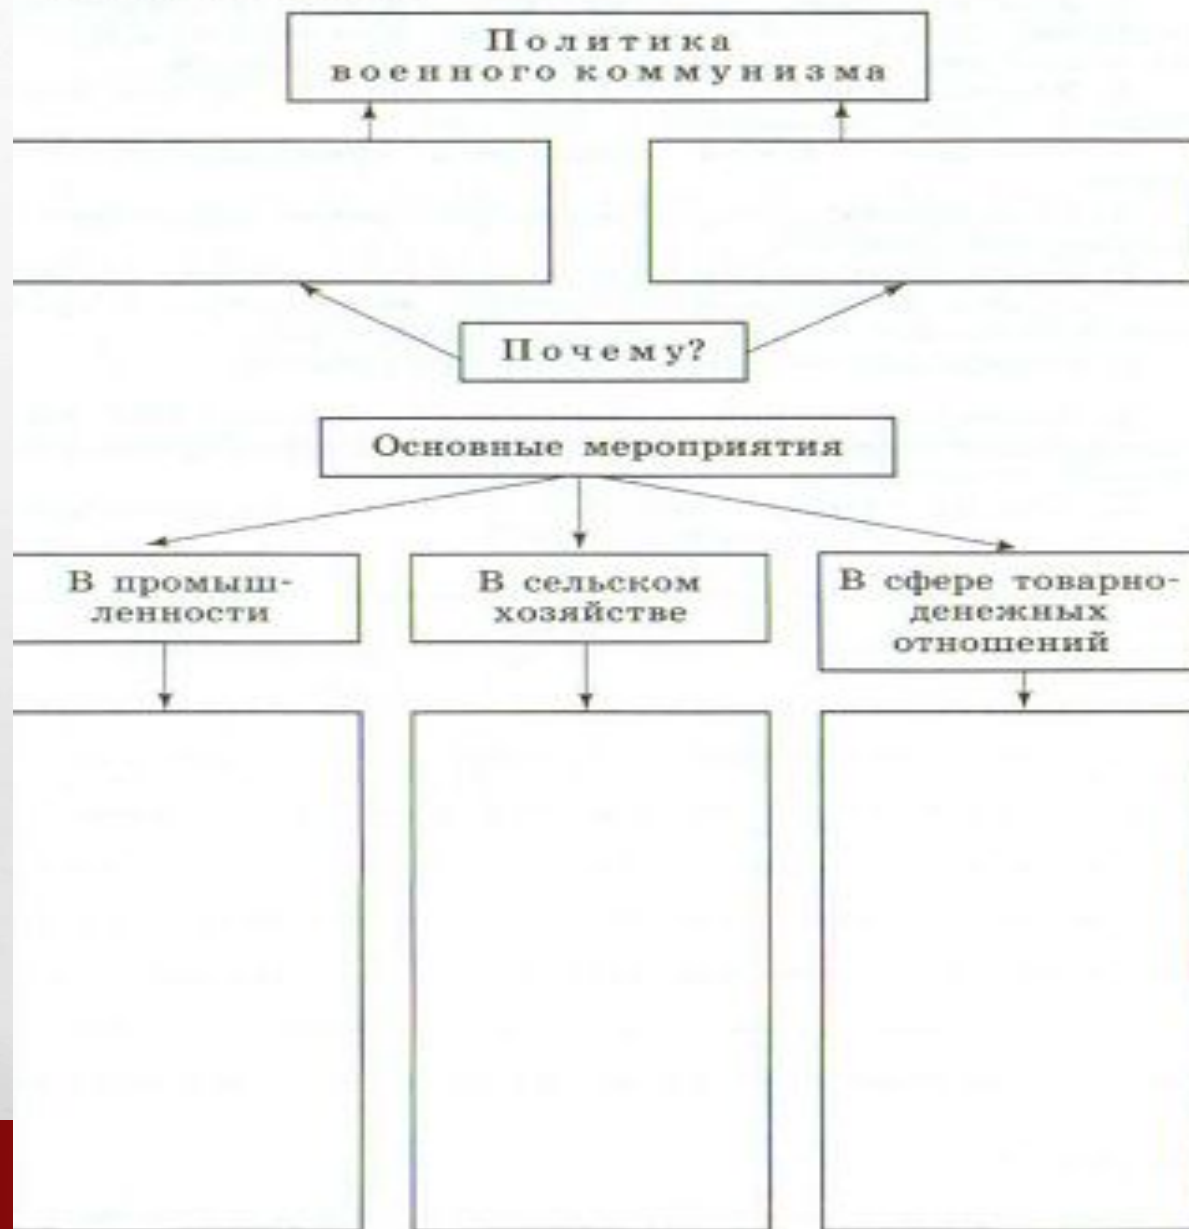 Политика
военного коммунизма
Почему?
Основные мероприятия
В промыш-
ленности
В сельском
хозяйстве
В сфере товарно-
денежных
отношений